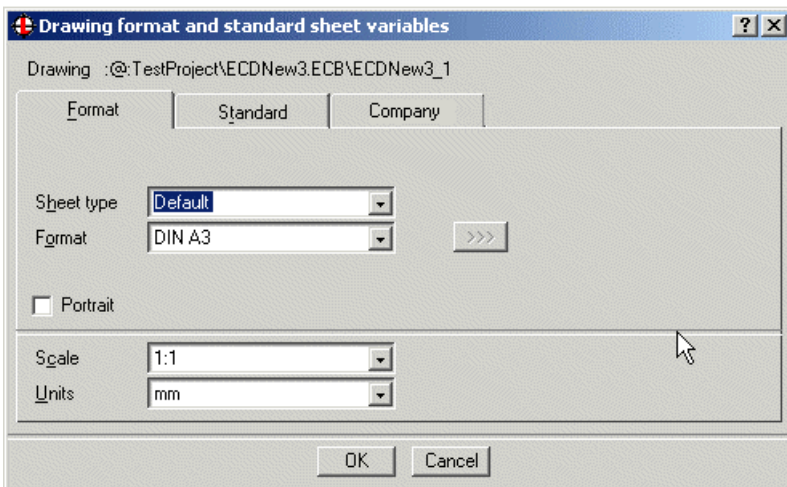 Drawing format and standard sheet variables
Drawing :@:TestProject\ECDNew3.ECB\ECDNew3_1
Format Standard Company
Sheet type Default
Format DIN A3 >>>
Portrait
Scale 1:1
Units mm
OK Cancel